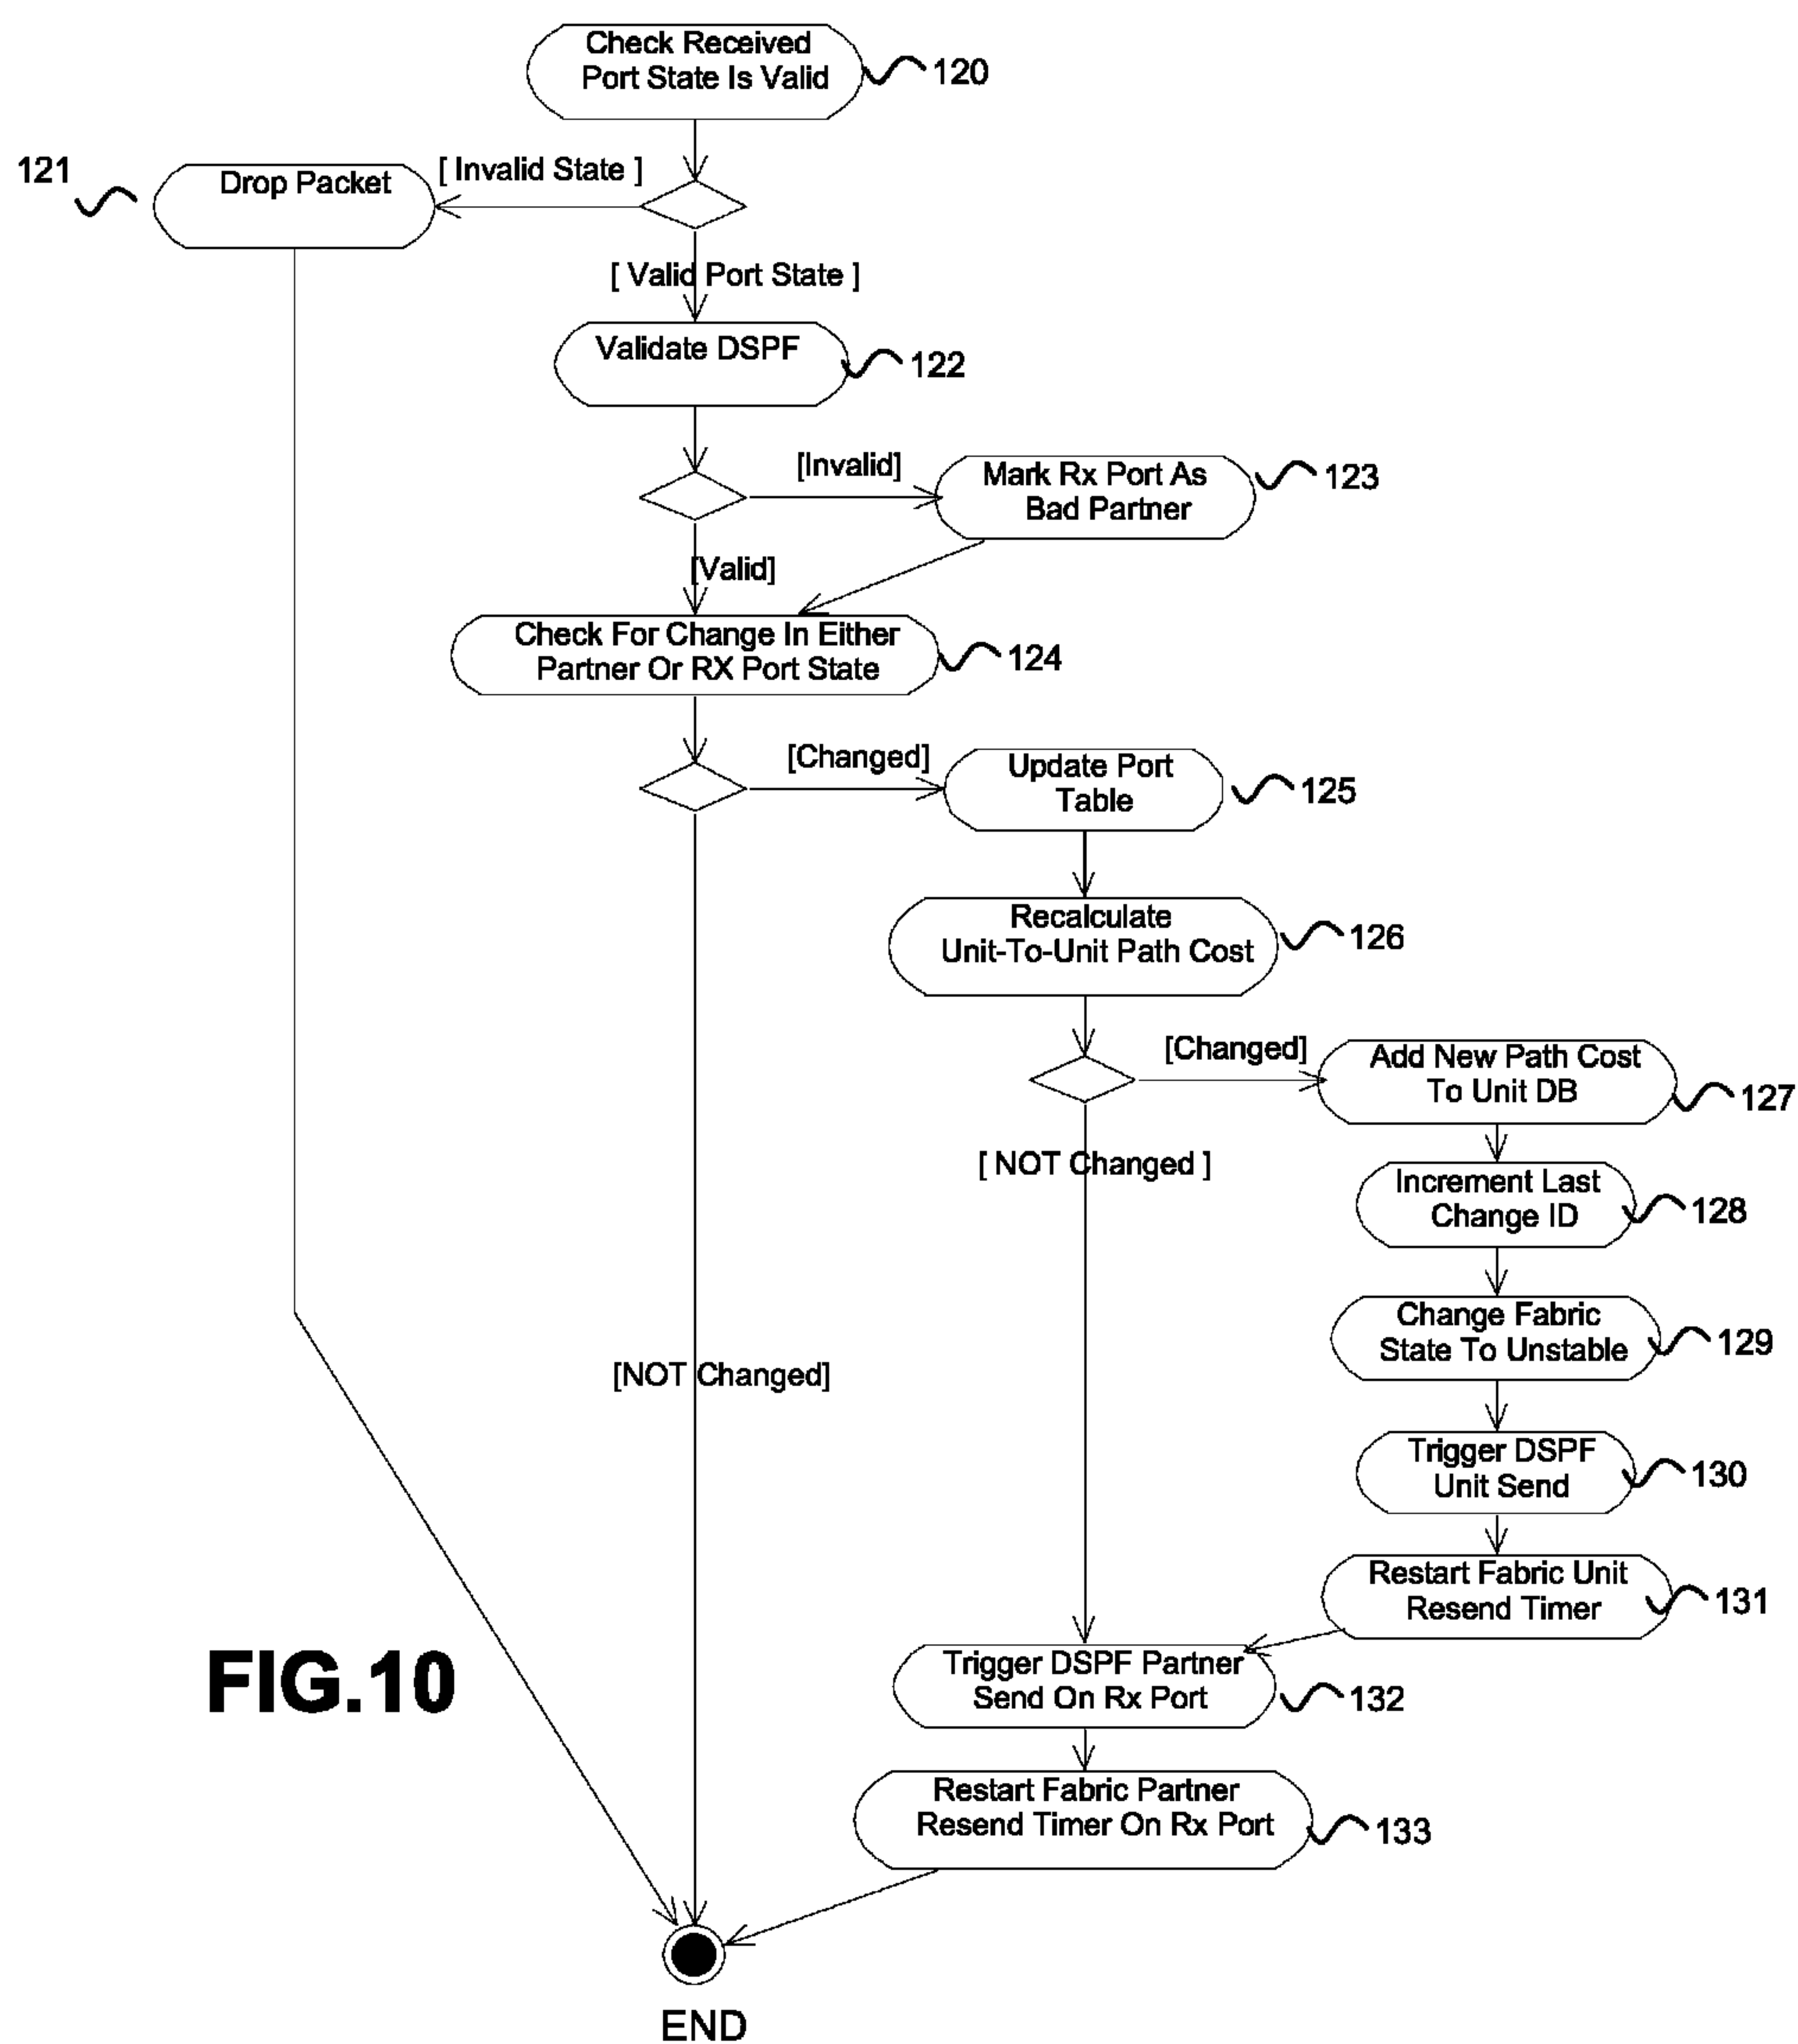 Check Received
Port State Is Valid
120
121
Drop Packet
[ Invalid State ]
[ Valid Port State ]
Validate DSPF
122
[Invalid]
Mark Rx Port As
Bad Partner
123
[Valid]
Check For Change In Either
Partner Or RX Port State
124
[Changed]
Update Port
Table
125
Recalculate
Unit-To-Unit Path Cost
126
[Changed]
Add New Path Cost
To Unit DB
127
[ NOT Changed ]
Increment Last
Change ID
128
Change Fabric
State To Unstable
129
[NOT Changed]
Trigger DSPF
Unit Send
130
Restart Fabric Unit
Resend Timer
131
FIG.10
Trigger DSPF Partner
Send On Rx Port
132
Restart Fabric Partner
Resend Timer On Rx Port
133
END